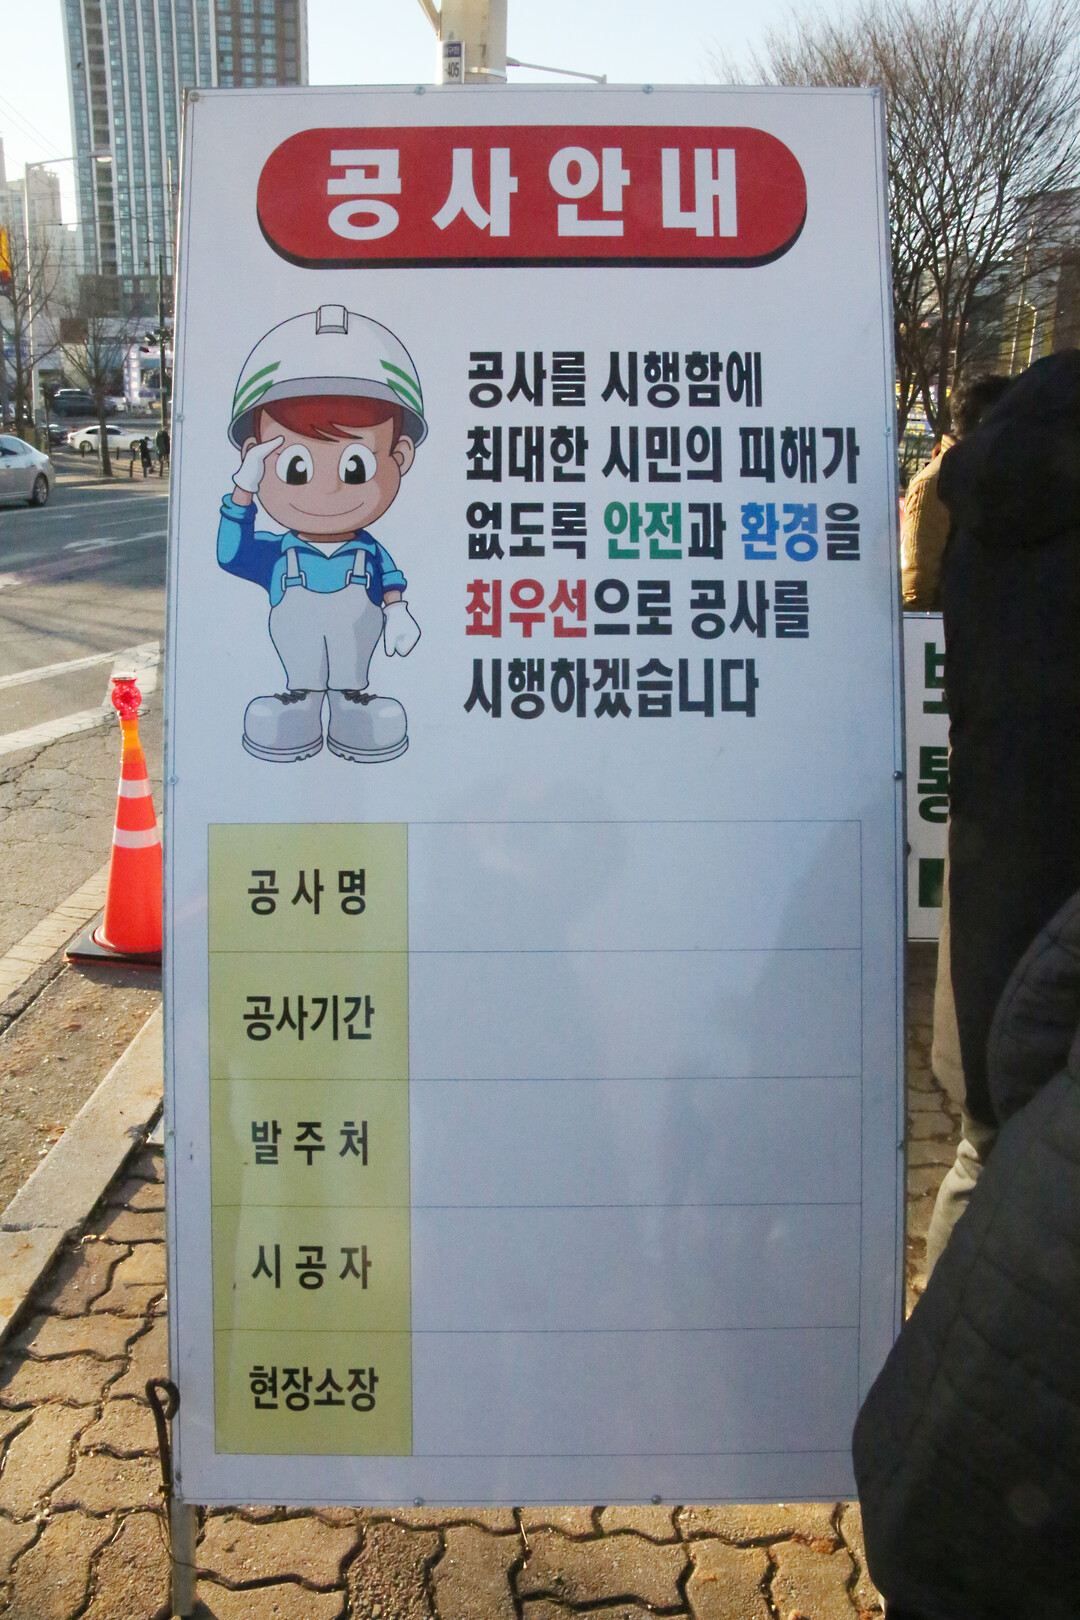 405
공사안내
공사를 시행함에
최대한 시민의 피해가
없도록 안전과 환경을
최우선으로 공사를
시행하겠습니다
공사명
공사기간
발주처
시공자
현장소장